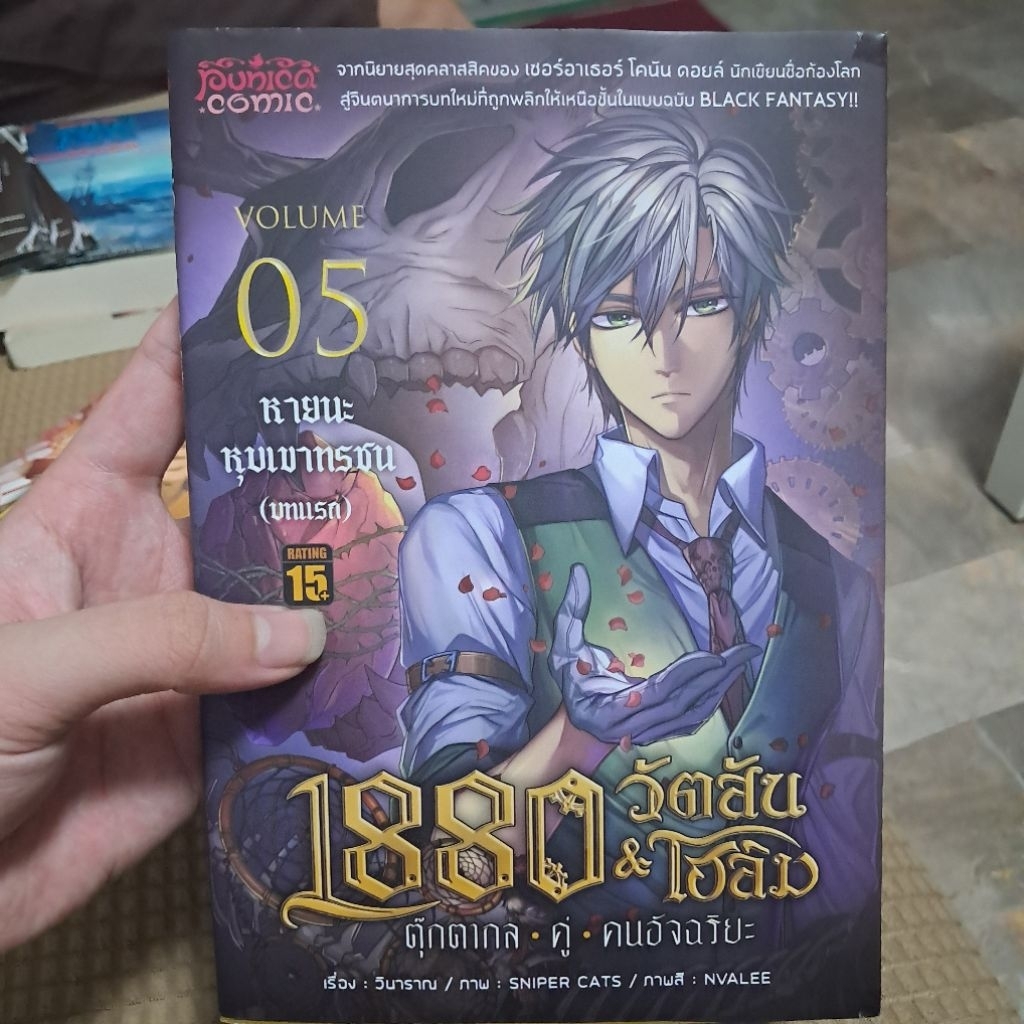 PUNICA
COMIC
จากนิยายสุดคลาสสิคของ เซอร์อาเธอร์ โคนัน ดอยล์ นักเขียนชื่อก้องโลก
สู่จินตนาการบทใหม่ที่ถูกพลิกให้เหนือชั้นในแบบฉบับ BLACK FANTASY!!
VOLUME
05
หายนะ
หุบเขาทรชน
(บทแรก)
RATING
15+
1880 วัตสัน
& โฮล์ม
ตุ๊กตากล • คู่ • คนอัจฉริยะ
เรื่อง : วินาราณ / ภาพ : SNIPER CATS / ภาพสี : NVALEE